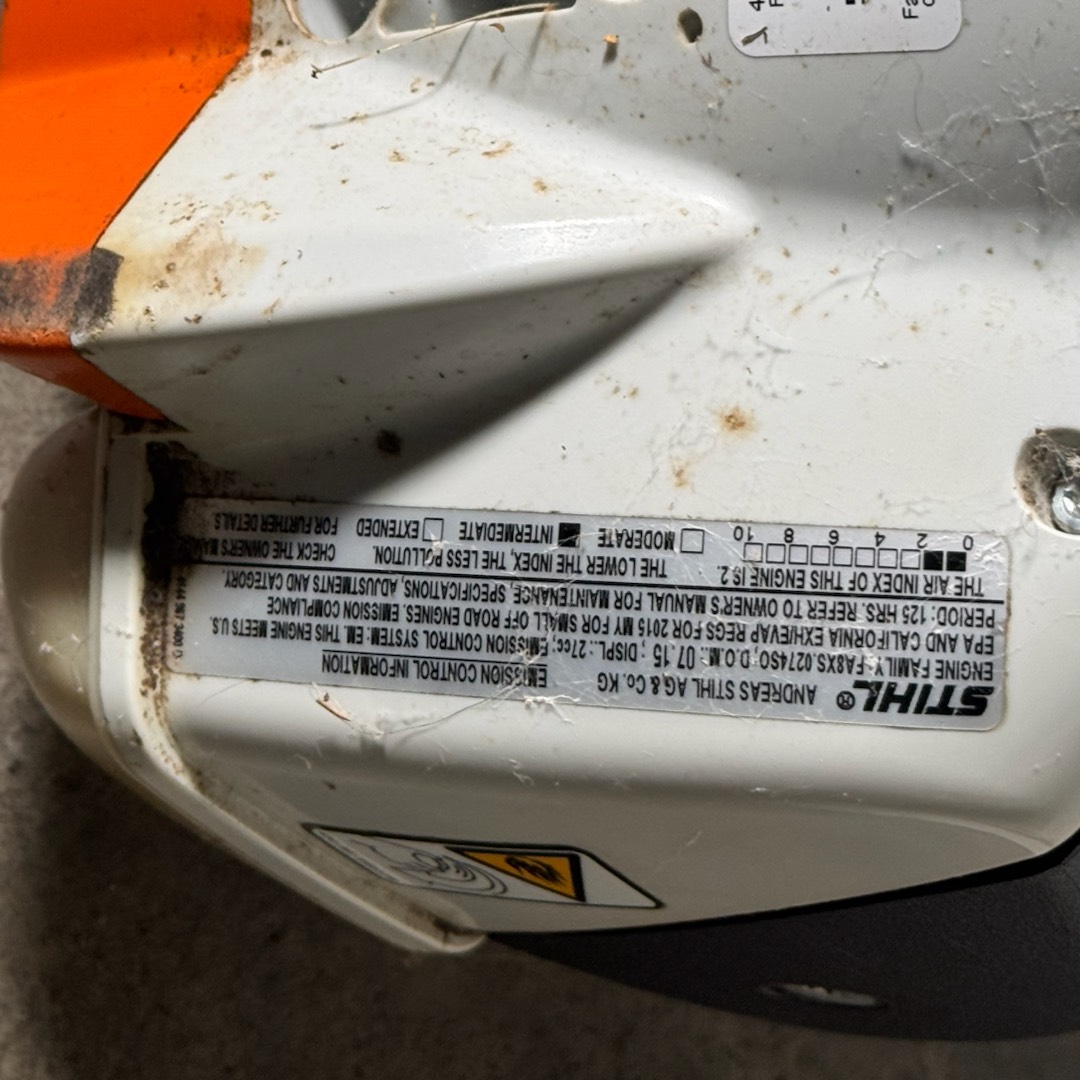 STIHL® ANDREAS STIHL AG & Co. KG EMISSION CONTROL INFORMATION
ENGINE FAMILY: FA8XS.0274SO; D.O.M.: 07.15; DISPL.: 27cc; EMISSION CONTROL SYSTEM: EM. THIS ENGINE MEETS U.S.
EPA AND CALIFORNIA EXH/EVAP REGS FOR 2015 MY FOR SMALL OFF ROAD ENGINES. EMISSION COMPLIANCE
PERIOD: 125 HRS. REFER TO OWNER'S MANUAL FOR MAINTENANCE, SPECIFICATIONS, ADJUSTMENTS AND CATEGORY.
THE AIR INDEX OF THIS ENGINE IS 2. THE LOWER THE INDEX, THE LESS POLLUTION. CHECK THE OWNER'S
0 2 4 6 8 10 MODERATE INTERMEDIATE EXTENDED FOR FURTHER DETAILS